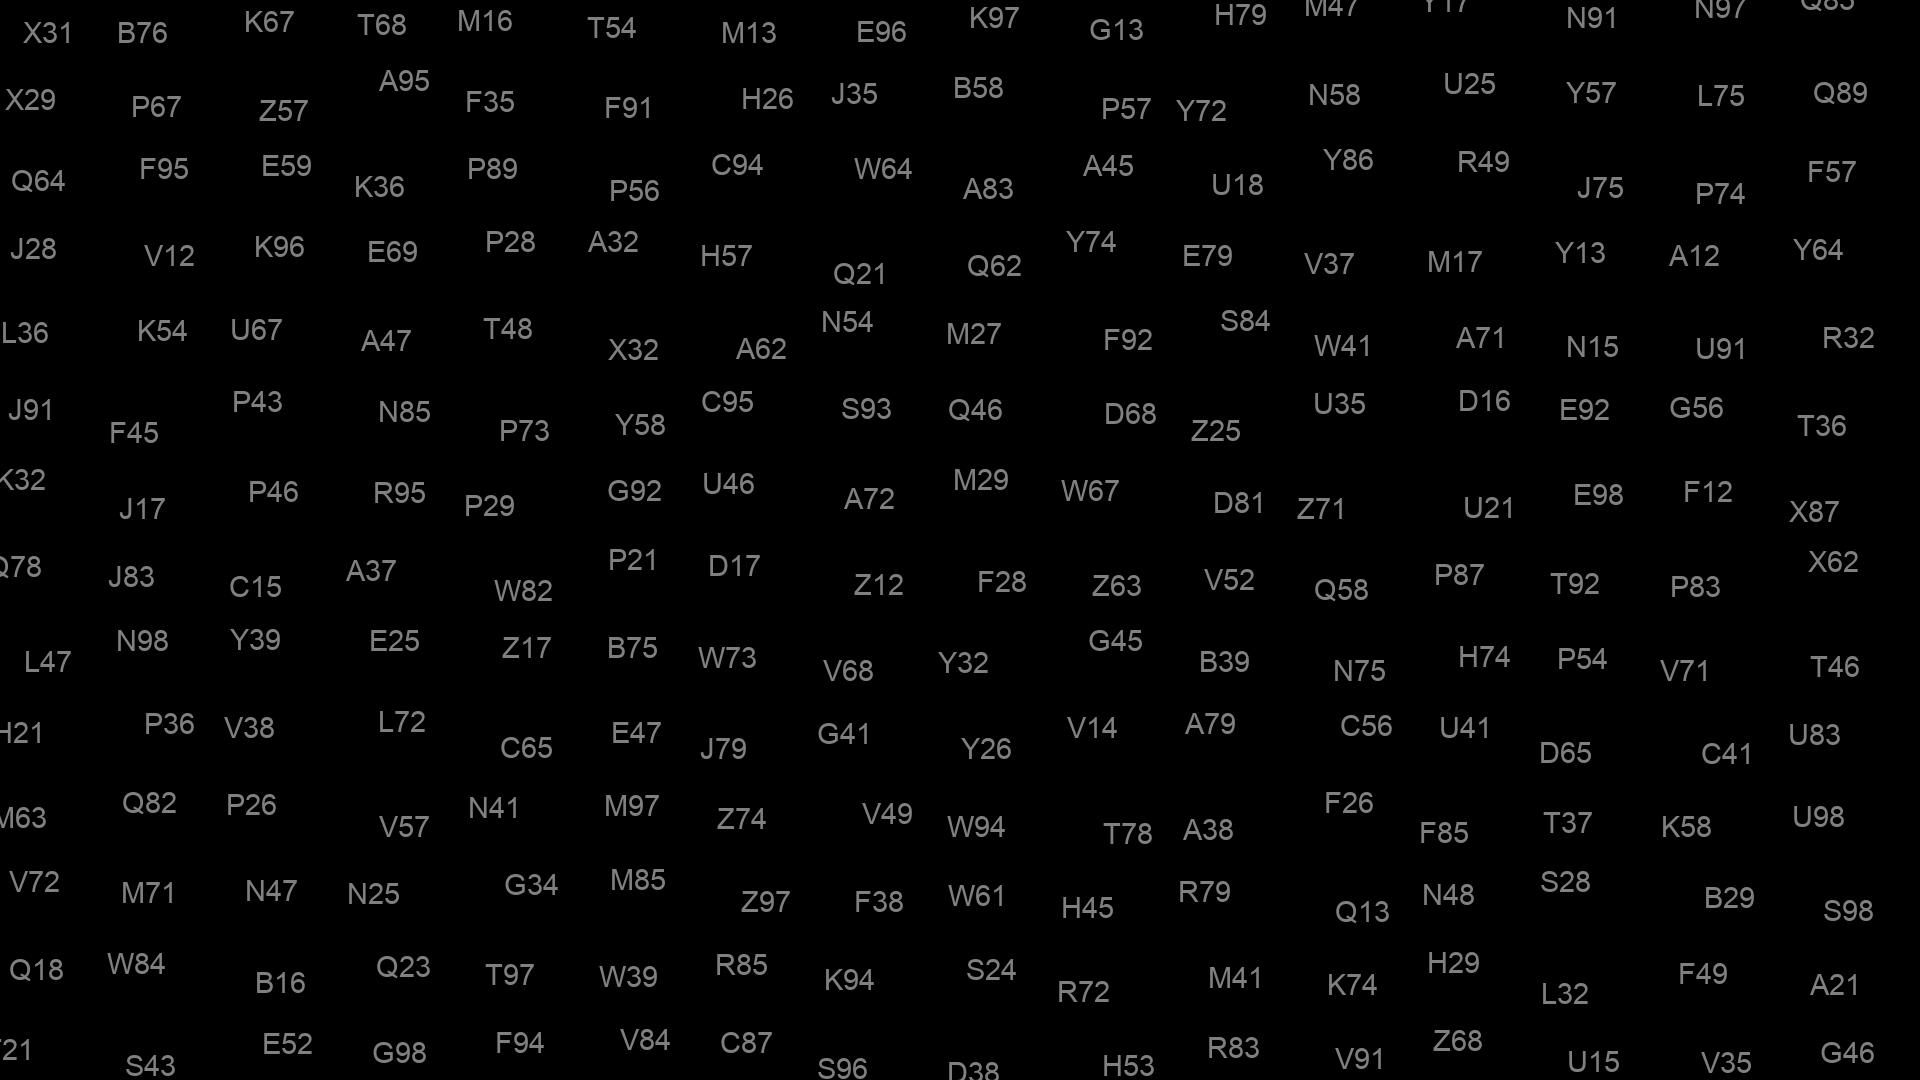 X31 B76 K67 T68 M16 T54 M13 E96 K97 G13 H79 M47 Y17 N91 N97 Q85
X29 P67 Z57 A95 F35 F91 H26 J35 B58 P57 Y72 N58 U25 Y57 L75 Q89
Q64 F95 E59 K36 P89 P56 C94 W64 A83 A45 U18 Y86 R49 J75 P74 F57
J28 V12 K96 E69 P28 A32 H57 Q21 Q62 Y74 E79 V37 M17 Y13 A12 Y64
L36 K54 U67 A47 T48 X32 A62 N54 M27 F92 S84 W41 A71 N15 U91 R32
J91 F45 P43 N85 P73 Y58 C95 S93 Q46 D68 Z25 U35 D16 E92 G56 T36
K32 J17 P46 R95 P29 G92 U46 A72 M29 W67 D81 Z71 U21 E98 F12 X87
Q78 J83 C15 A37 W82 P21 D17 Z12 F28 Z63 V52 Q58 P87 T92 P83 X62
L47 N98 Y39 E25 Z17 B75 W73 V68 Y32 G45 B39 N75 H74 P54 V71 T46
H21 P36 V38 L72 C65 E47 J79 G41 Y26 V14 A79 C56 U41 D65 C41 U83
M63 Q82 P26 V57 N41 M97 Z74 V49 W94 T78 A38 F26 F85 T37 K58 U98
V72 M71 N47 N25 G34 M85 Z97 F38 W61 H45 R79 Q13 N48 S28 B29 S98
Q18 W84 B16 Q23 T97 W39 R85 K94 S24 R72 M41 K74 H29 L32 F49 A21
21 S43 E52 G98 F94 V84 C87 S96 D38 H53 R83 V91 Z68 U15 V35 G46